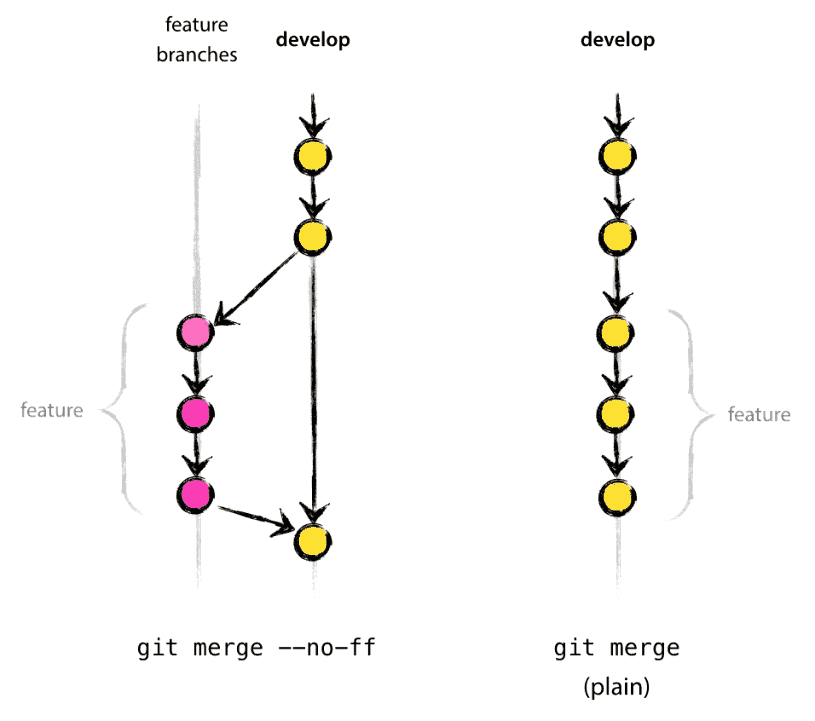 feature
branches
develop
develop
feature
feature
git merge --no-ff
git merge
(plain)